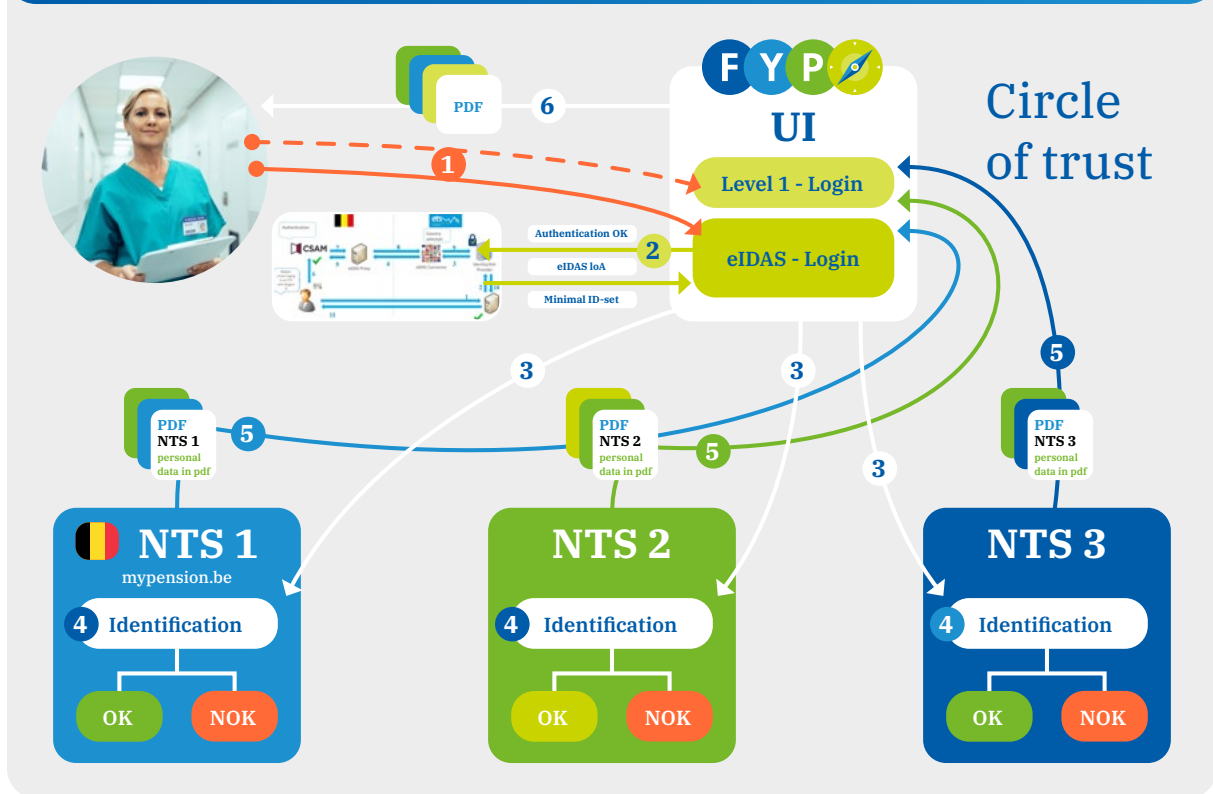 FYP
UI
Circle
of trust
PDF
6
1
Level 1 - Login
eIDAS - Login
Authentication OK
2
eIDAS loA
Minimal ID-set
Authentication
CSAM
3
3
3
5
5
5
PDF
NTS 1
personal
data in pdf
PDF
NTS 2
personal
data in pdf
PDF
NTS 3
personal
data in pdf
NTS 1
mypension.be
4 Identification
OK
NOK
NTS 2
4 Identification
OK
NOK
NTS 3
4 Identification
OK
NOK